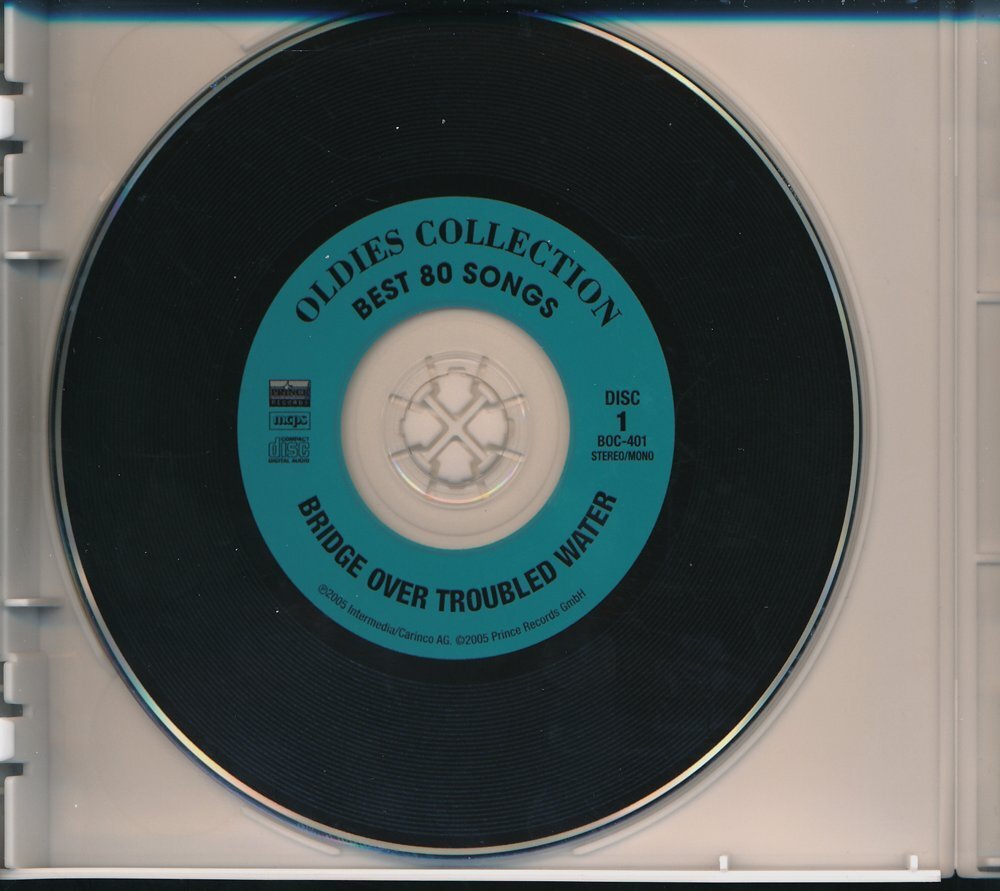 OLDIES COLLECTION
BEST 80 SONGS
PRINCE
RECORDS
mcps
COMPACT
disc
DIGITAL AUDIO
DISC
1
BOC-401
STEREO/MONO
BRIDGE OVER TROUBLED WATER
℗2005 Intermedia/Carinco AG. ©2005 Prince Records GmbH